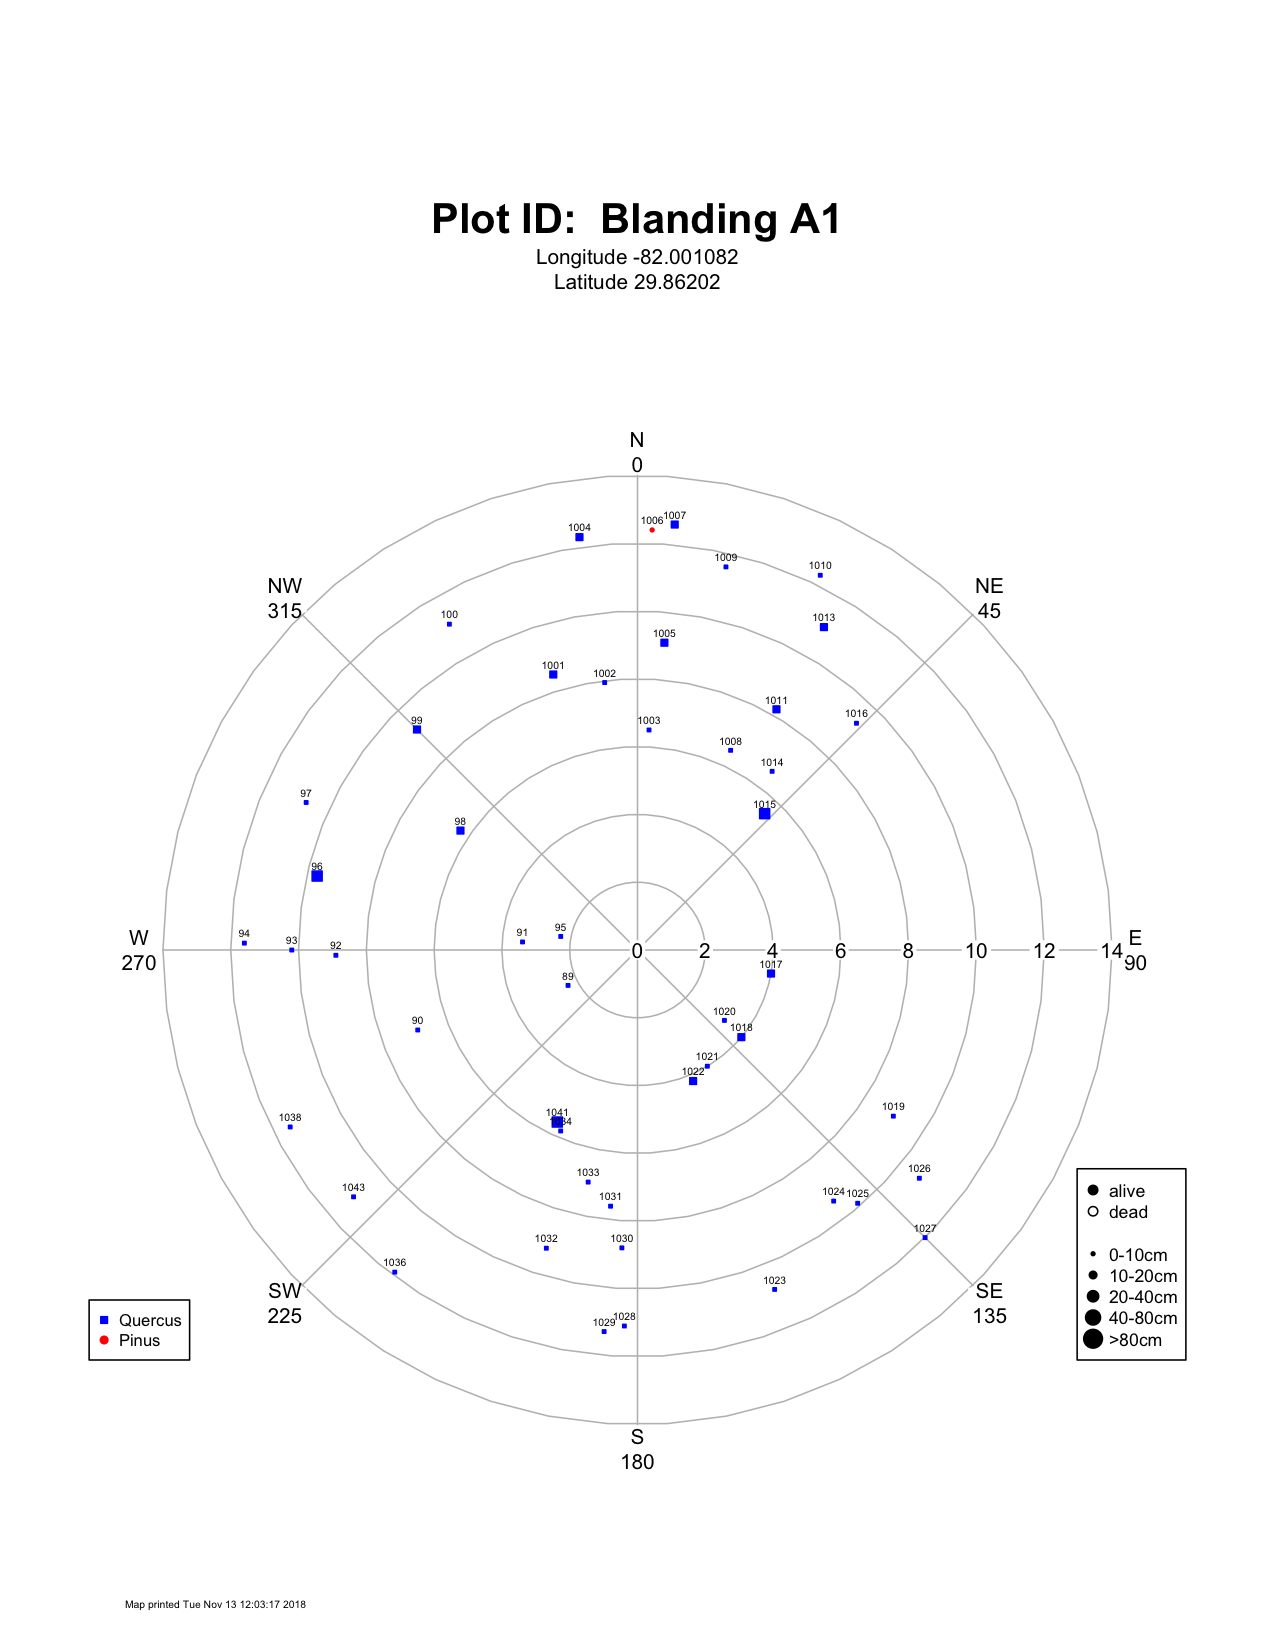 Plot ID:  Blanding A1
Longitude -82.001082
Latitude 29.86202
N
0
1006
1007
1004
1009
1010
NW
315
NE
45
100
1013
1005
1001
1002
1011
99
1003
1016
1008
1014
97
1015
98
96
94
93
92
91
95
W
270
0 2 4 6 8 10 12 14
E
90
1017
89
1020
90
1018
1021
1022
1041
1034
1019
1038
1033
1026
1043
1031
1024
1025
1032
1030
1027
1036
1023
SW
225
SE
135
1029
1028
S
180
Quercus
Pinus
alive
dead
0-10cm
10-20cm
20-40cm
40-80cm
>80cm
Map printed Tue Nov 13 12:03:17 2018